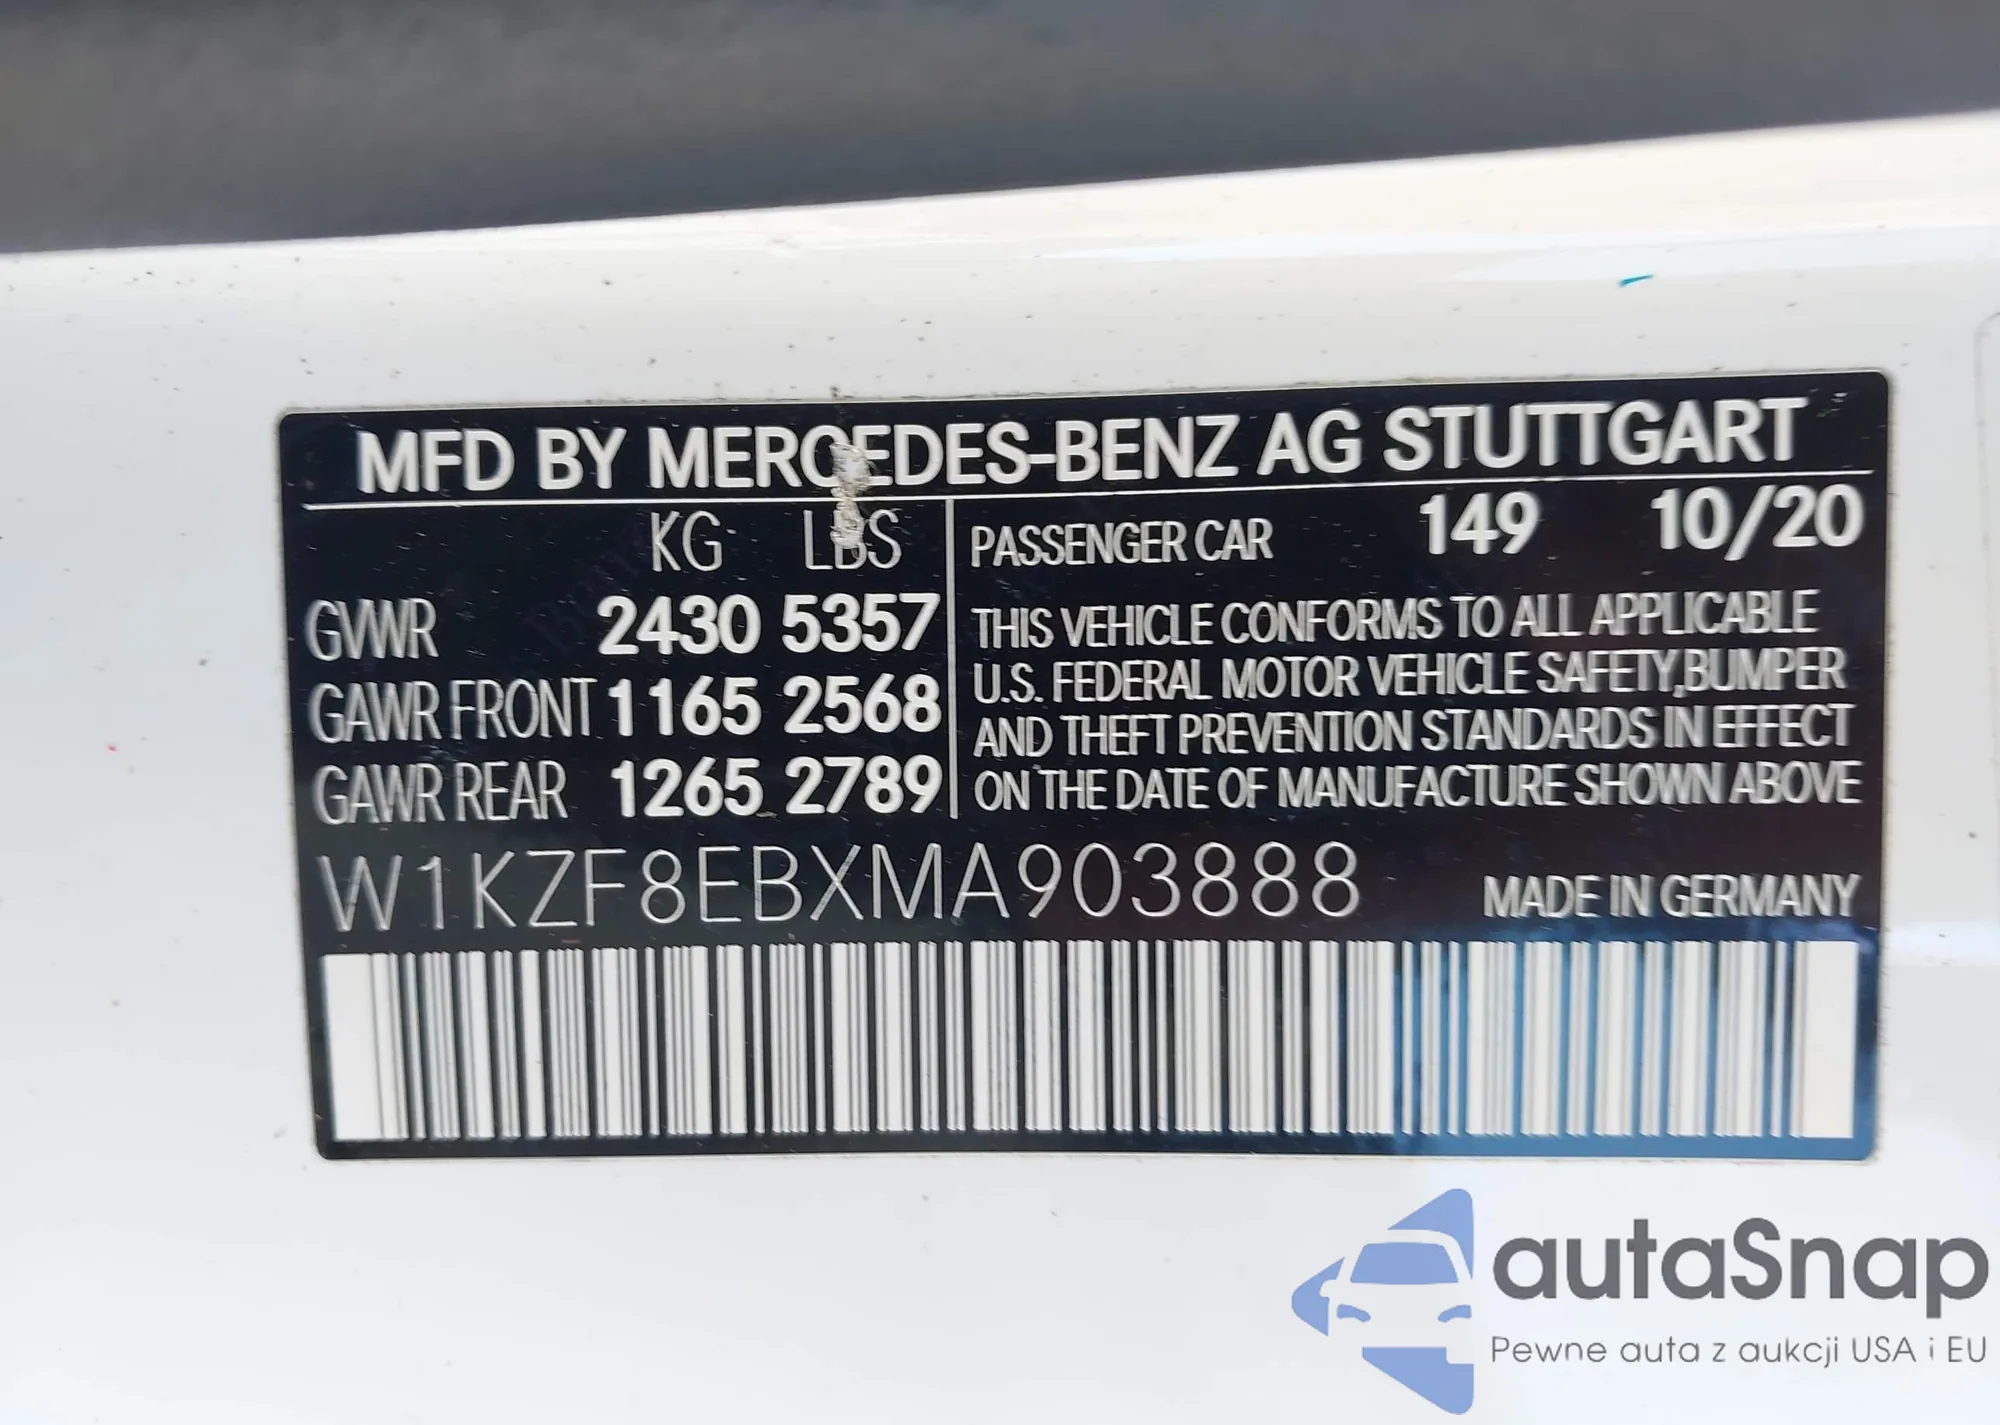 MFD BY MERCEDES-BENZ AG STUTTGART
KG LBS
GVWR 2430 5357
GAWR FRONT 1165 2568
GAWR REAR 1265 2789
PASSENGER CAR 149 10/20
THIS VEHICLE CONFORMS TO ALL APPLICABLE
U.S. FEDERAL MOTOR VEHICLE SAFETY,BUMPER
AND THEFT PREVENTION STANDARDS IN EFFECT
ON THE DATE OF MANUFACTURE SHOWN ABOVE
W1KZF8EBXMA903888 MADE IN GERMANY
autaSnap
Pewne auta z aukcji USA i EU